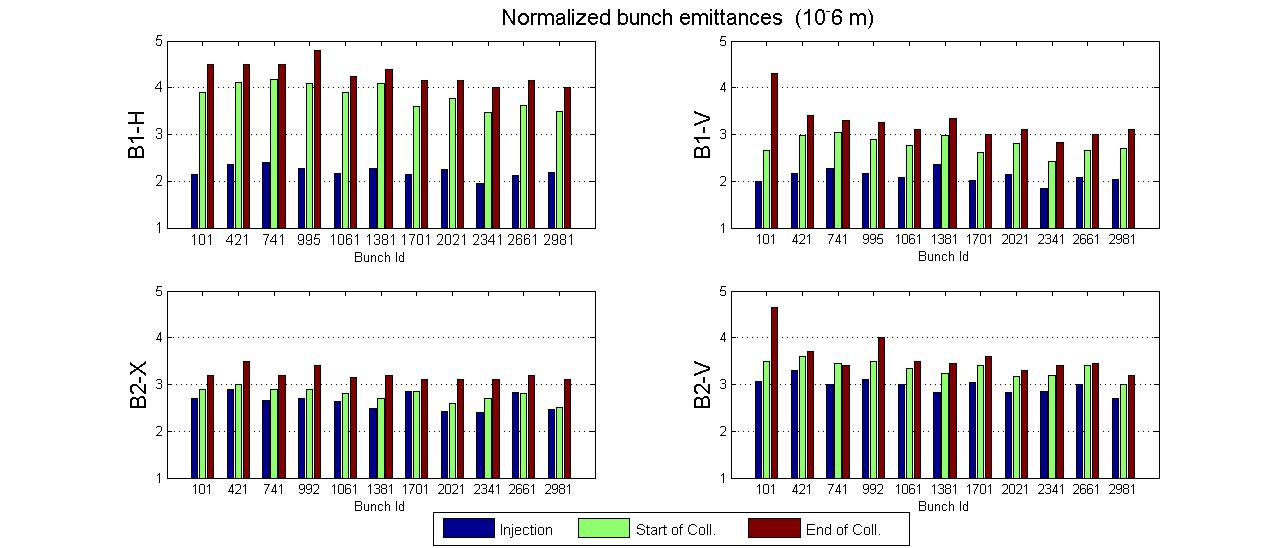 Normalized bunch emittances (10⁻6 m)
B1-H
5
4
3
2
1
101 421 741 995 1061 1381 1701 2021 2341 2661 2981
Bunch Id
B1-V
5
4
3
2
1
101 421 741 995 1061 1381 1701 2021 2341 2661 2981
Bunch Id
B2-X
5
4
3
2
1
101 421 741 992 1061 1381 1701 2021 2341 2661 2981
Bunch Id
B2-V
5
4
3
2
1
101 421 741 992 1061 1381 1701 2021 2341 2661 2981
Bunch Id
Injection Start of Coll. End of Coll.